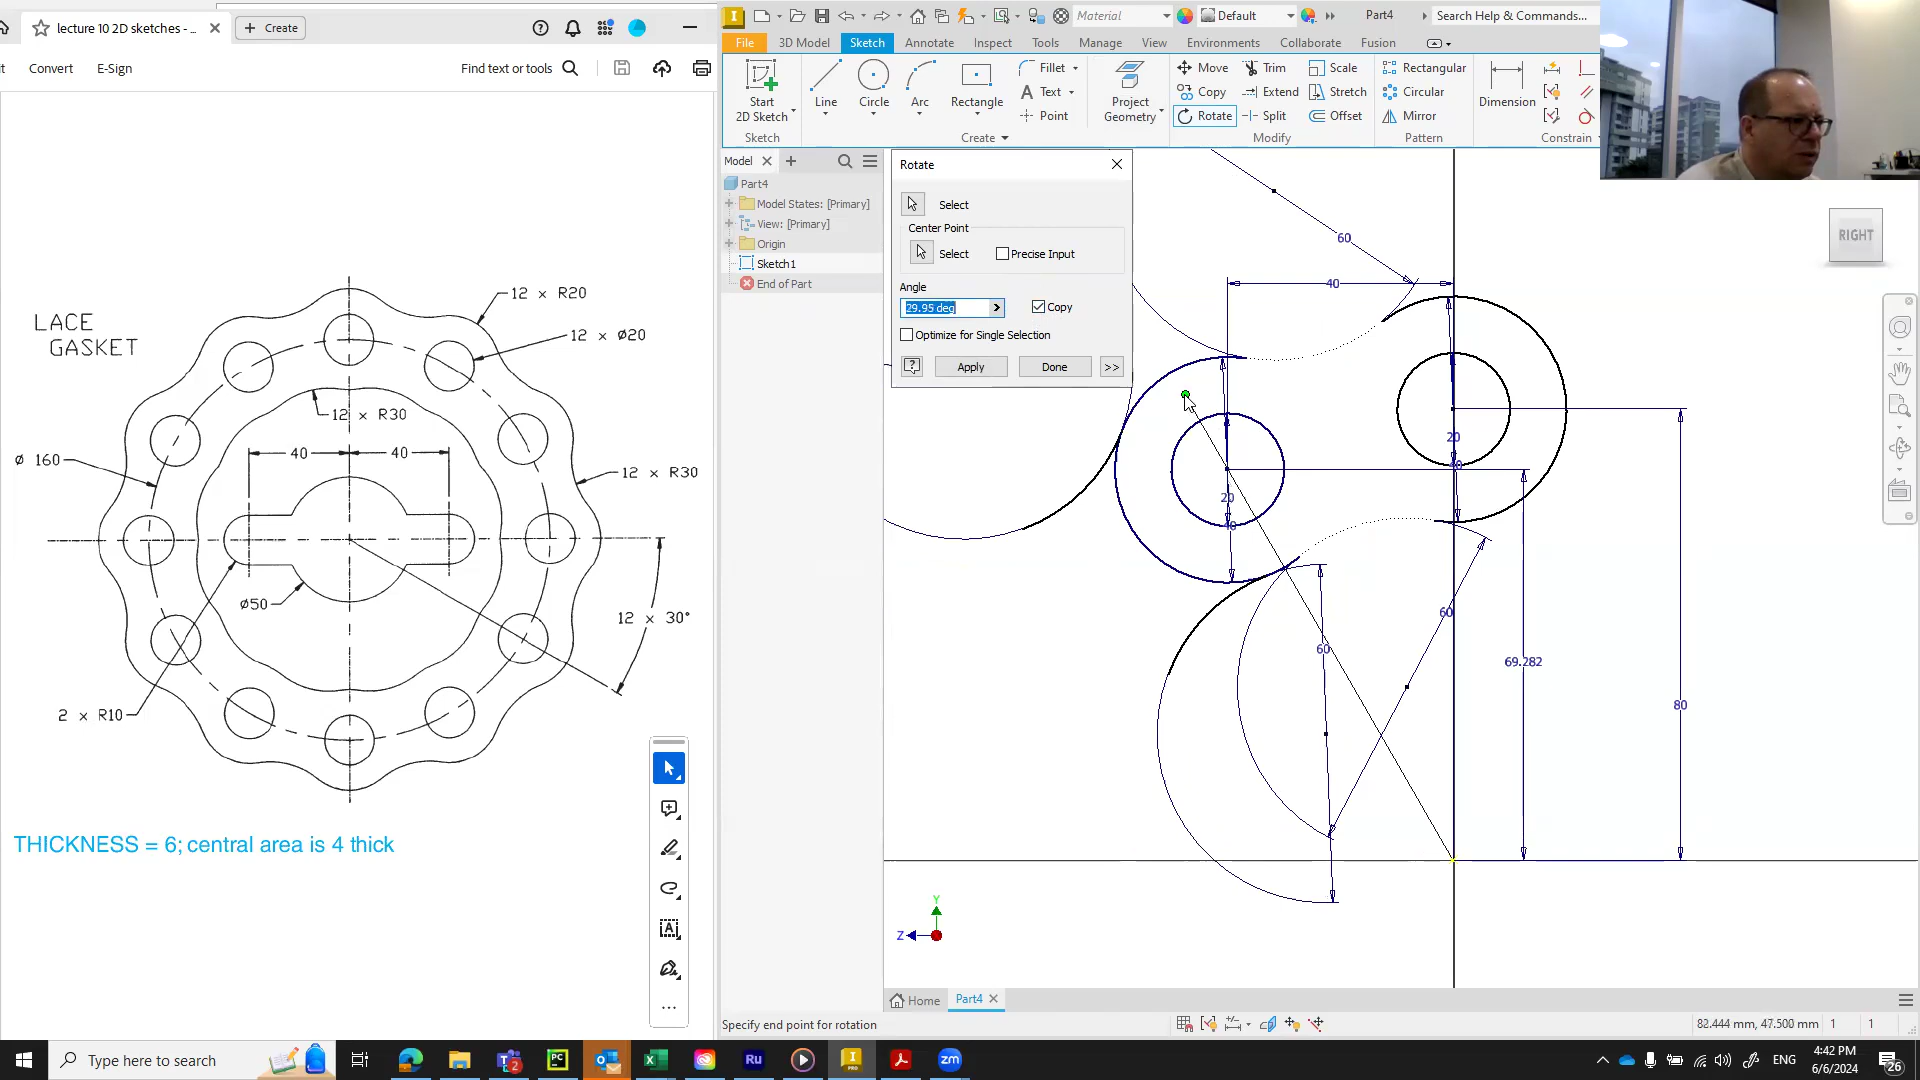 lecture 10 2D sketches - ...
Create
Convert
E-Sign
Find text or tools
LACE
GASKET
12 x R20
12 x Ø20
12 x R30
Ø 160
40
40
12 x R30
Ø50
12 x 30°
2 x R10
THICKNESS = 6; central area is 4 thick
Material
Default
Part4
Search Help & Commands...
File
3D Model
Sketch
Annotate
Inspect
Tools
Manage
View
Environments
Collaborate
Fusion
Start
2D Sketch
Line
Circle
Arc
Rectangle
Fillet
Text
Point
Project
Geometry
Move
Copy
Rotate
Trim
Extend
Split
Scale
Stretch
Offset
Rectangular
Circular
Mirror
Dimension
Sketch
Create
Modify
Pattern
Constrain
Model
Part4
Model States: [Primary]
View: [Primary]
Origin
Sketch1
End of Part
Rotate
Select
Center Point
Select
Precise Input
Angle
29.95 deg
Copy
Optimize for Single Selection
Apply
Done
>>
60
40
RIGHT
20
40
20
40
60
60
69.282
80
Y
Z
Home
Part4
Specify end point for rotation
82.444 mm, 47.500 mm
1
1
Type here to search
ENG
4:42 PM
6/6/2024
26